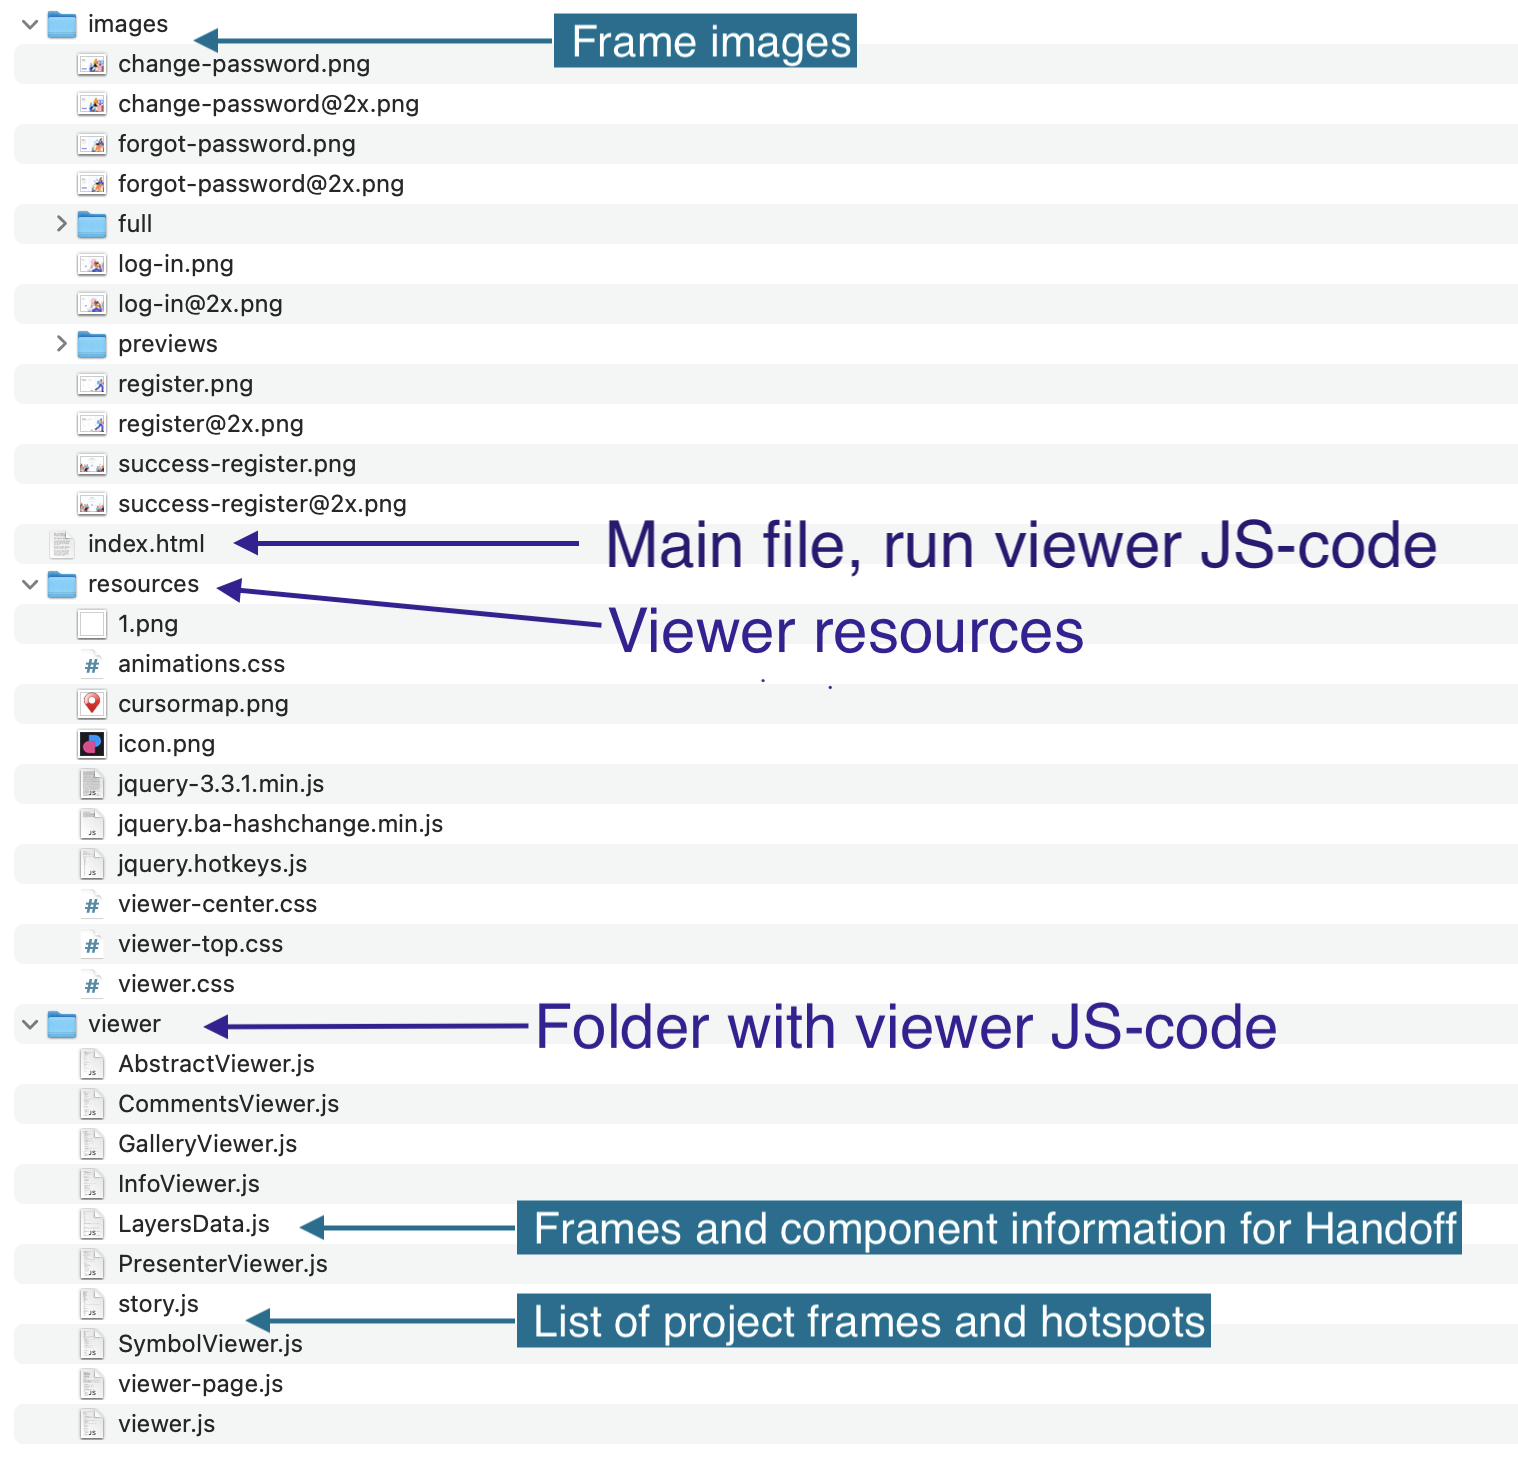 images
Frame images
change-password.png
change-password@2x.png
forgot-password.png
forgot-password@2x.png
full
log-in.png
log-in@2x.png
previews
register.png
register@2x.png
success-register.png
success-register@2x.png
index.html
Main file, run viewer JS-code
resources
Viewer resources
1.png
animations.css
cursormap.png
icon.png
jquery-3.3.1.min.js
jquery.ba-hashchange.min.js
jquery.hotkeys.js
viewer-center.css
viewer-top.css
viewer.css
viewer
Folder with viewer JS-code
AbstractViewer.js
CommentsViewer.js
GalleryViewer.js
InfoViewer.js
LayersData.js
Frames and component information for Handoff
PresenterViewer.js
story.js
List of project frames and hotspots
SymbolViewer.js
viewer-page.js
viewer.js